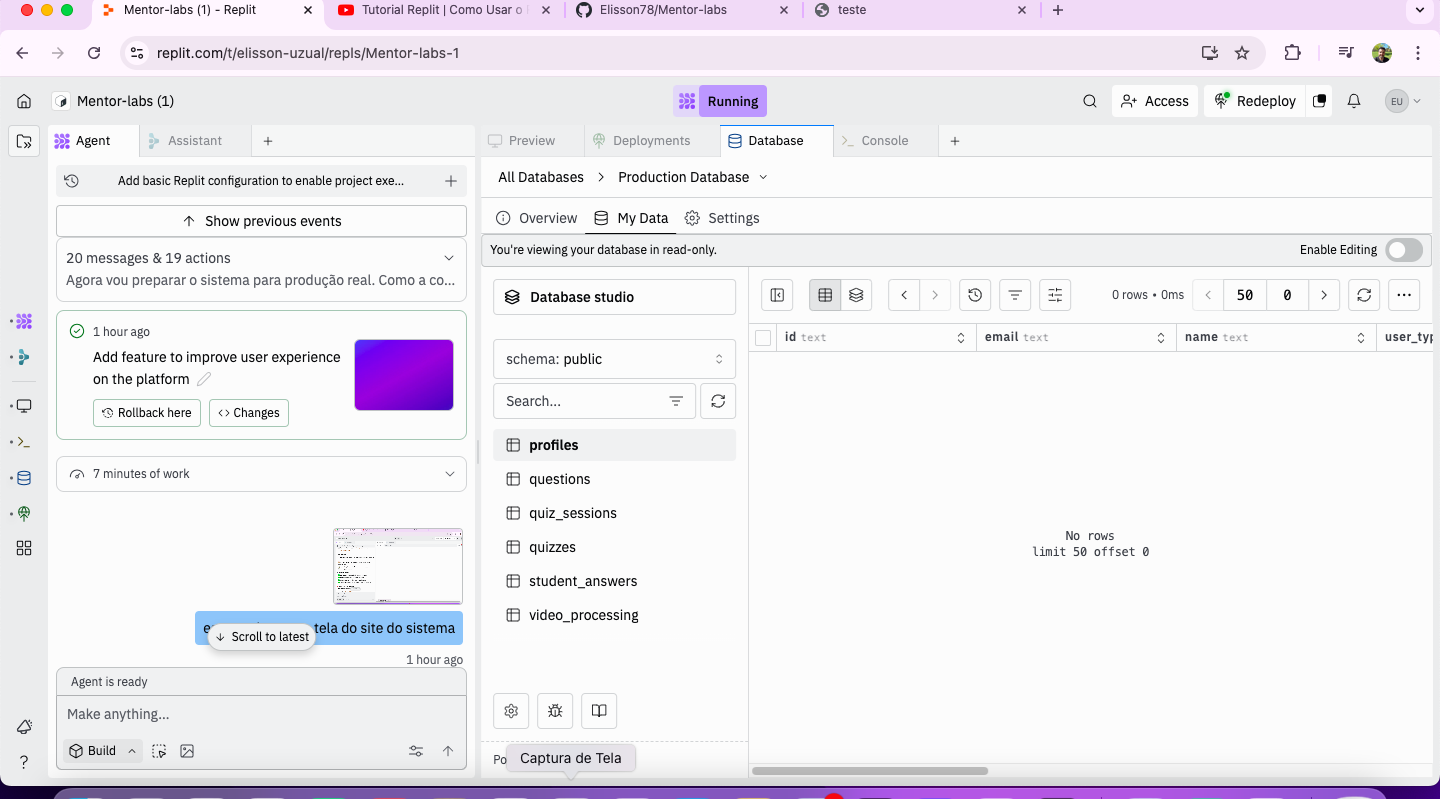 Mentor-labs (1) - Replit
Tutorial Replit | Como Usar o
Elisson78/Mentor-labs
teste
replit.com/t/elisson-uzual/repls/Mentor-labs-1
Mentor-labs (1)
Running
Access
Redeploy
EU
Agent
Assistant
Preview
Deployments
Database
Console
Add basic Replit configuration to enable project exe...
Show previous events
20 messages & 19 actions
Agora vou preparar o sistema para produção real. Como a co...
1 hour ago
Add feature to improve user experience
on the platform
Rollback here
Changes
7 minutes of work
tela do site do sistema
Scroll to latest
1 hour ago
Agent is ready
Make anything...
Build
All Databases > Production Database
Overview
My Data
Settings
You're viewing your database in read-only.
Enable Editing
Database studio
schema: public
Search...
profiles
questions
quiz_sessions
quizzes
student_answers
video_processing
Po
Captura de Tela
0 rows • 0ms
50
0
id text
email text
name text
user_typ
No rows
limit 50 offset 0